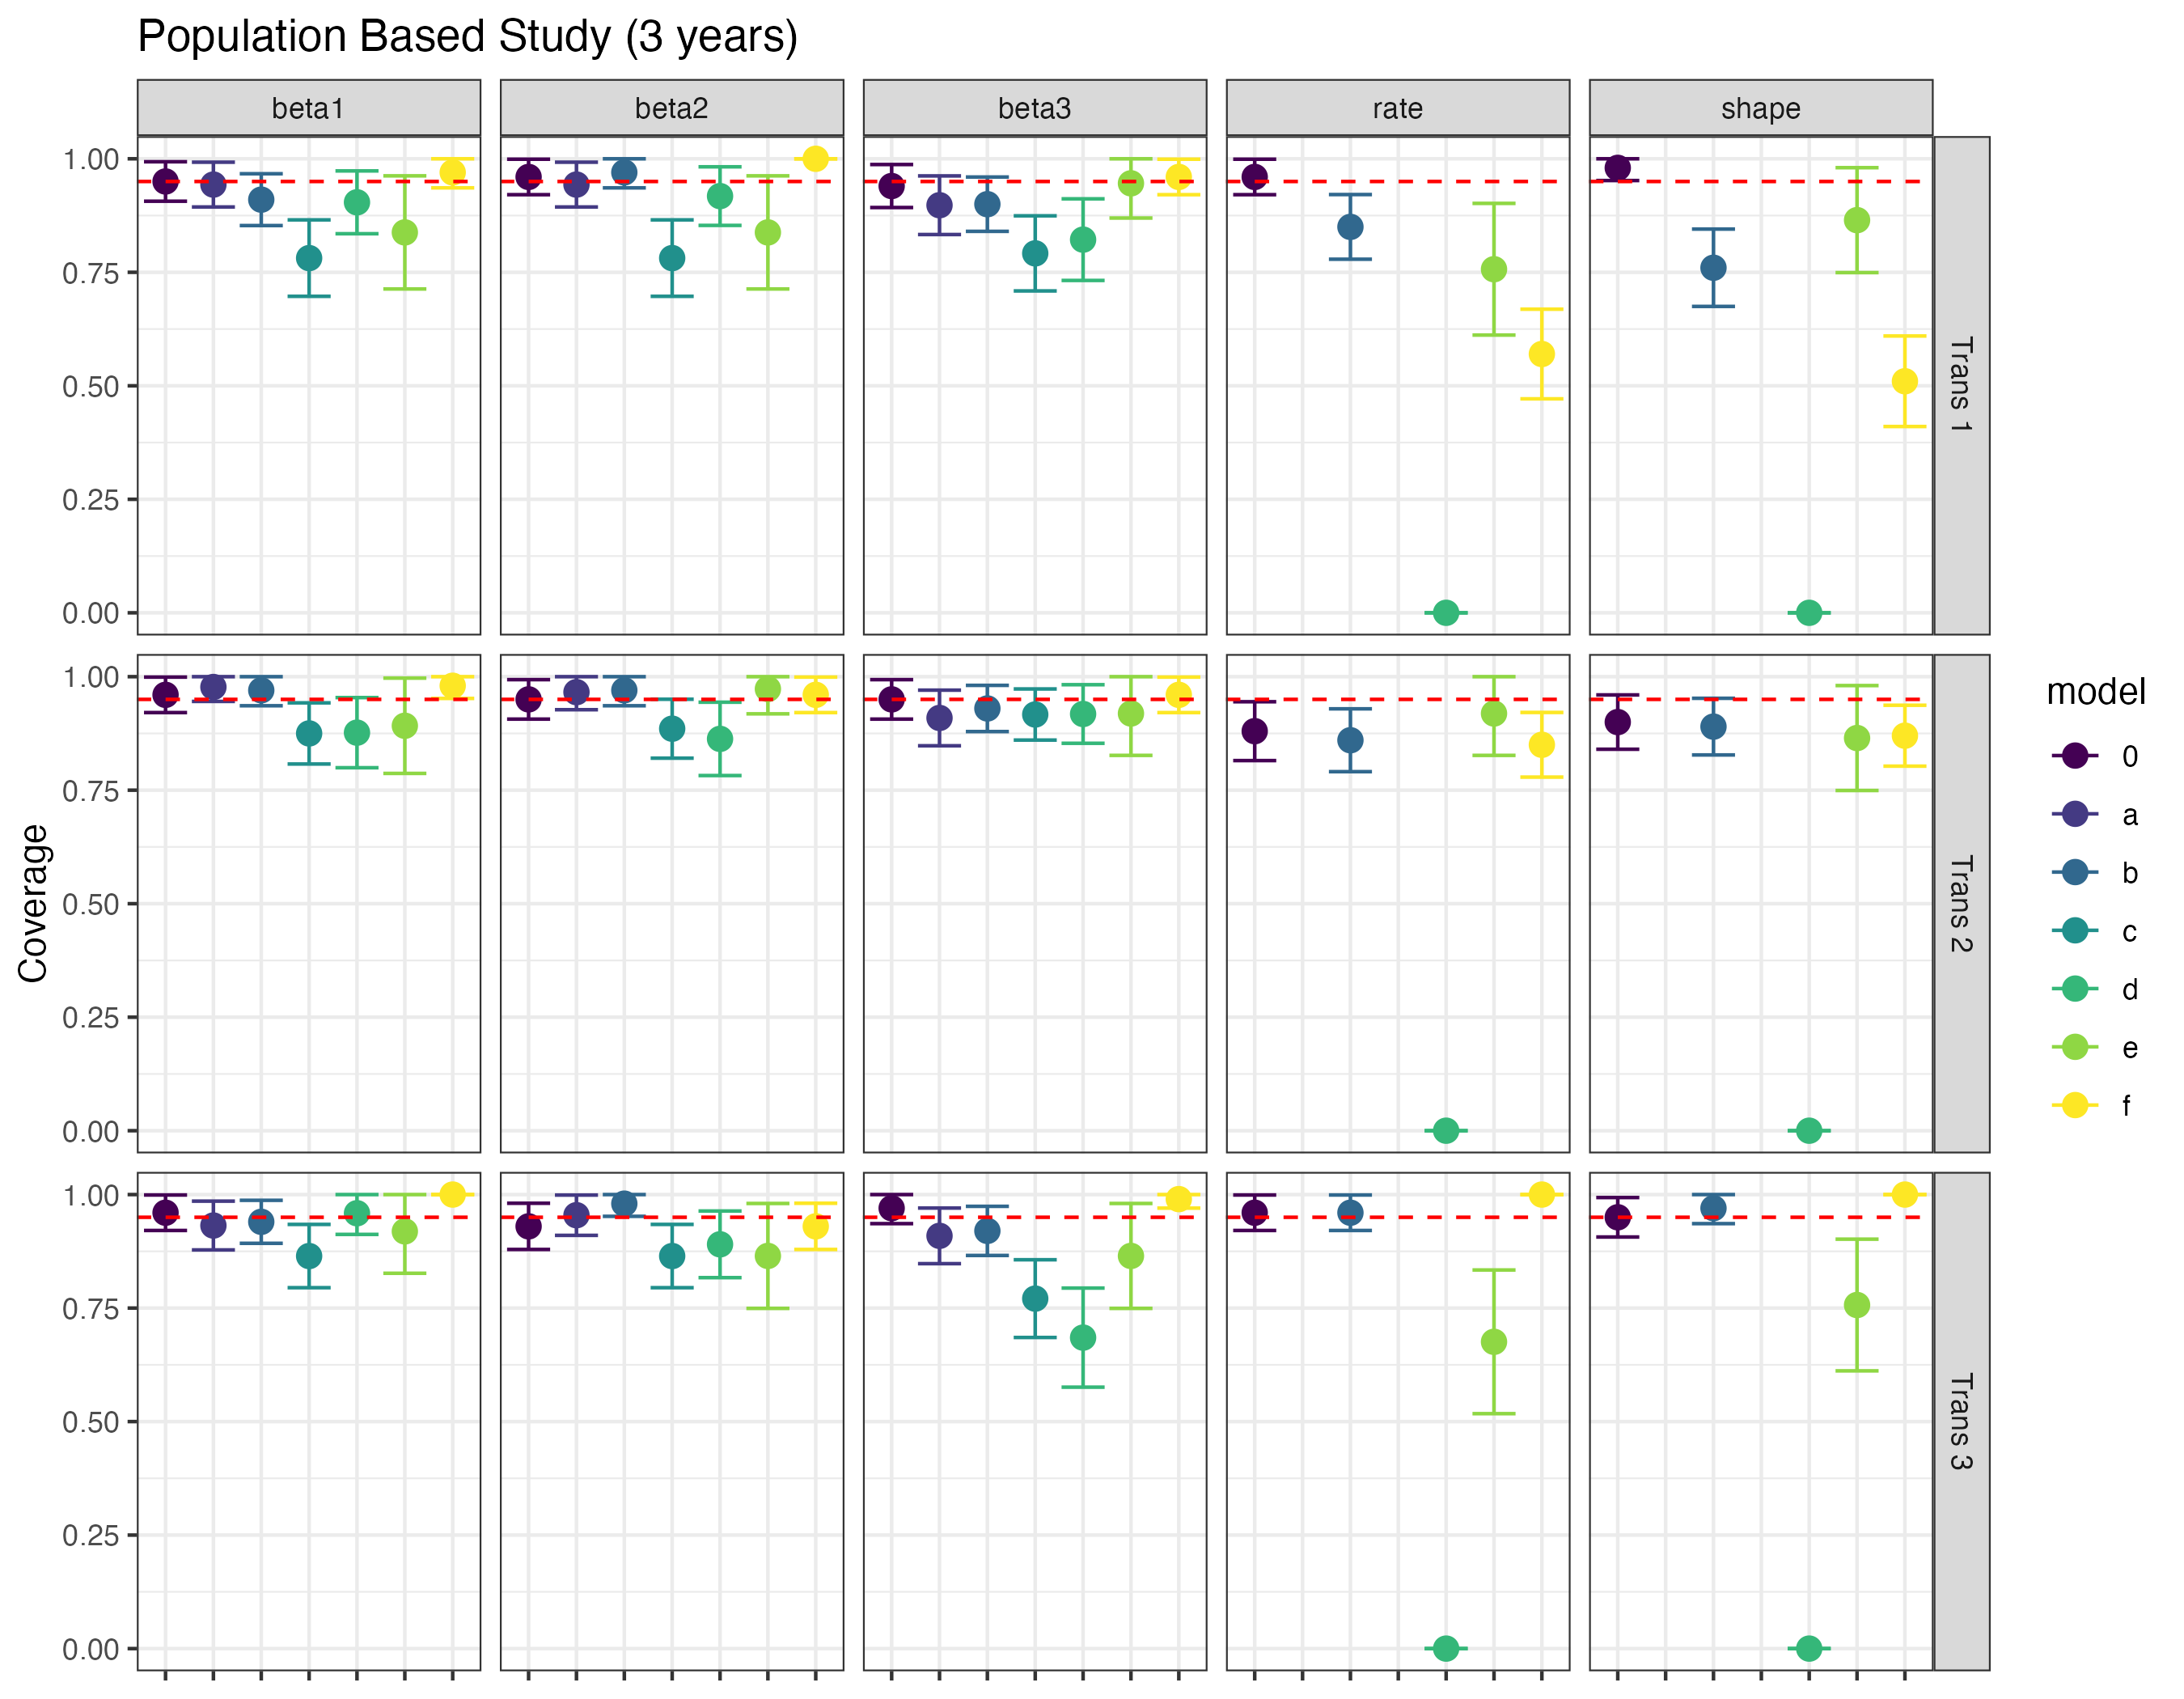 Population Based Study (3 years)
beta1 beta2 beta3 rate shape
1.00
0.75
0.50
0.25
0.00
Trans 1
1.00
0.75
0.50
0.25
0.00
Trans 2
1.00
0.75
0.50
0.25
0.00
Trans 3
Coverage
model
0
a
b
c
d
e
f